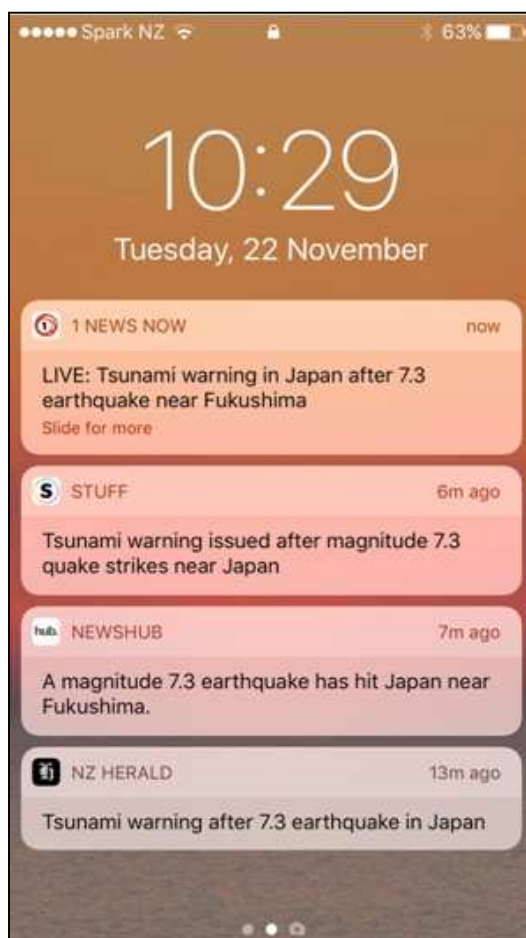 Spark NZ 63%
10:29
Tuesday, 22 November
1 NEWS NOW now
LIVE: Tsunami warning in Japan after 7.3
earthquake near Fukushima
Slide for more
S STUFF 6m ago
Tsunami warning issued after magnitude 7.3
quake strikes near Japan
hub. NEWSHUB 7m ago
A magnitude 7.3 earthquake has hit Japan near
Fukushima.
NZ HERALD 13m ago
Tsunami warning after 7.3 earthquake in Japan